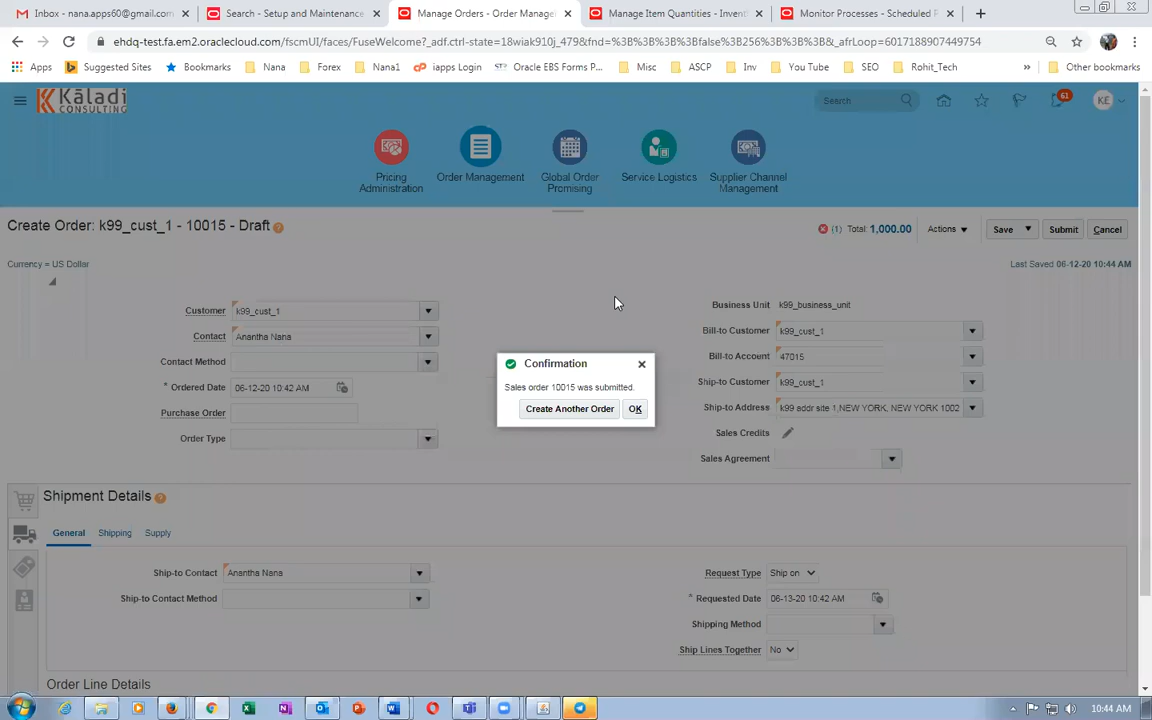 Inbox - nana.apps60@gmail.com
Search - Setup and Maintenance
Manage Orders - Order Manage
Manage Item Quantities - Invent
Monitor Processes - Scheduled P
ehdq-test.fa.em2.oraclecloud.com/fscmUI/faces/FuseWelcome?_adf.ctrl-state=18wiak910j_479&fnd=%3B%3B%3B%3Bfalse%3B256%3B%3B%3B&_afrLoop=6017188907449754
Apps
Suggested Sites
Bookmarks
Nana
Forex
Nana1
iapps Login
Oracle EBS Forms P...
Misc
ASCP
Inv
You Tube
SEO
Rohit_Tech
»
Other bookmarks
Kāladi
CONSULTING
Search
61
KE
Pricing
Administration
Order Management
Global Order
Promising
Service Logistics
Supplier Channel
Management
Create Order: k99_cust_1 - 10015 - Draft
(1) Total: 1,000.00
Actions
Save
Submit
Cancel
Currency = US Dollar
Last Saved 06-12-20 10:44 AM
Customer k99_cust_1
Contact Anantha Nana
Contact Method
* Ordered Date 06-12-20 10:42 AM
Purchase Order
Order Type
Business Unit k99_business_unit
Bill-to Customer k99_cust_1
Bill-to Account 47015
Ship-to Customer k99_cust_1
Ship-to Address k99 addr site 1,NEW YORK, NEW YORK 1002
Sales Credits
Sales Agreement
Confirmation
Sales order 10015 was submitted.
Create Another Order
OK
Shipment Details
General
Shipping
Supply
Ship-to Contact Anantha Nana
Ship-to Contact Method
Request Type Ship on
* Requested Date 06-13-20 10:42 AM
Shipping Method
Ship Lines Together No
Order Line Details
10:44 AM